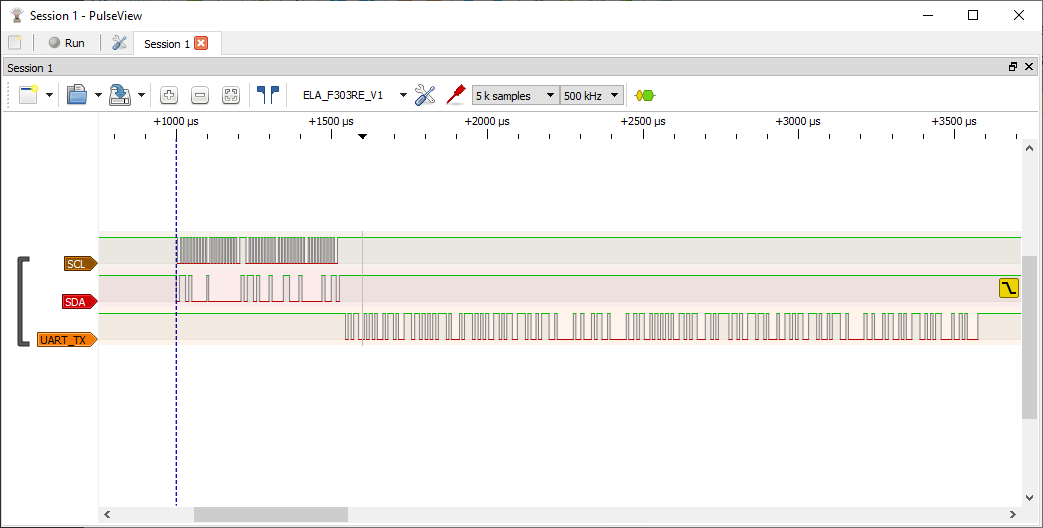 Session 1 - PulseView
Run
Session 1
Session 1
ELA_F303RE_V1
5 k samples
500 kHz
+1000 µs +1500 µs +2000 µs +2500 µs +3000 µs +3500 µs
SCL
SDA
UART_TX